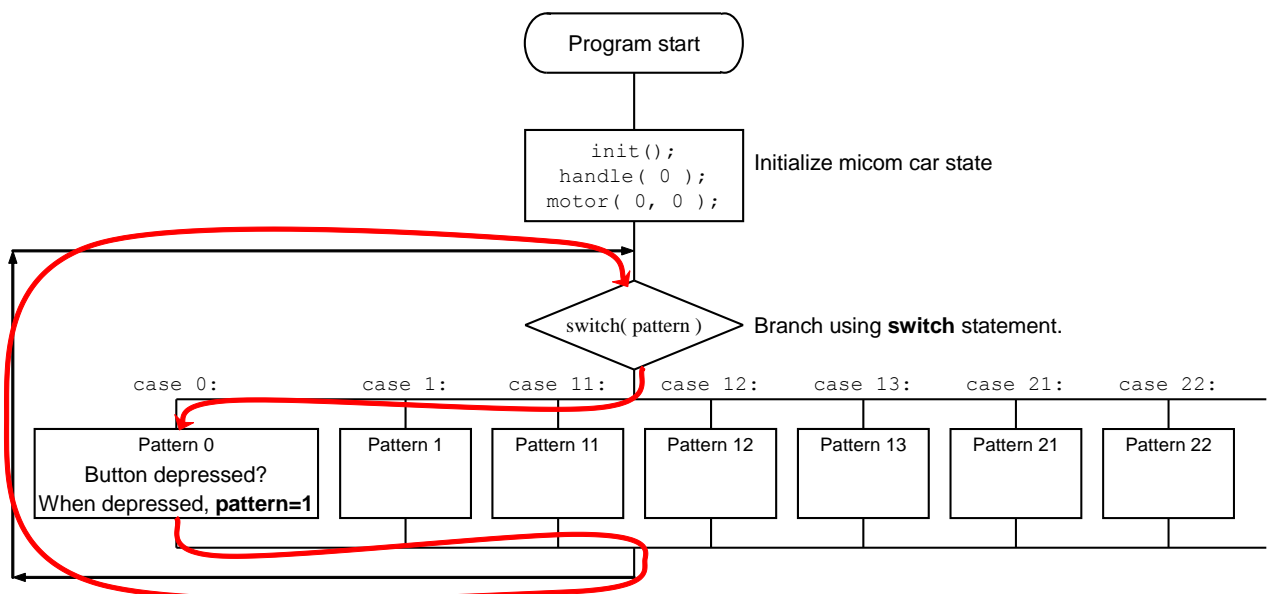 Program start
init();
handle( 0 );
motor( 0, 0 );
Initialize micom car state
switch( pattern )
Branch using switch statement.
case 0:
case 1:
case 11:
case 12:
case 13:
case 21:
case 22:
Pattern 0
Button depressed?
When depressed, pattern=1
Pattern 1
Pattern 11
Pattern 12
Pattern 13
Pattern 21
Pattern 22